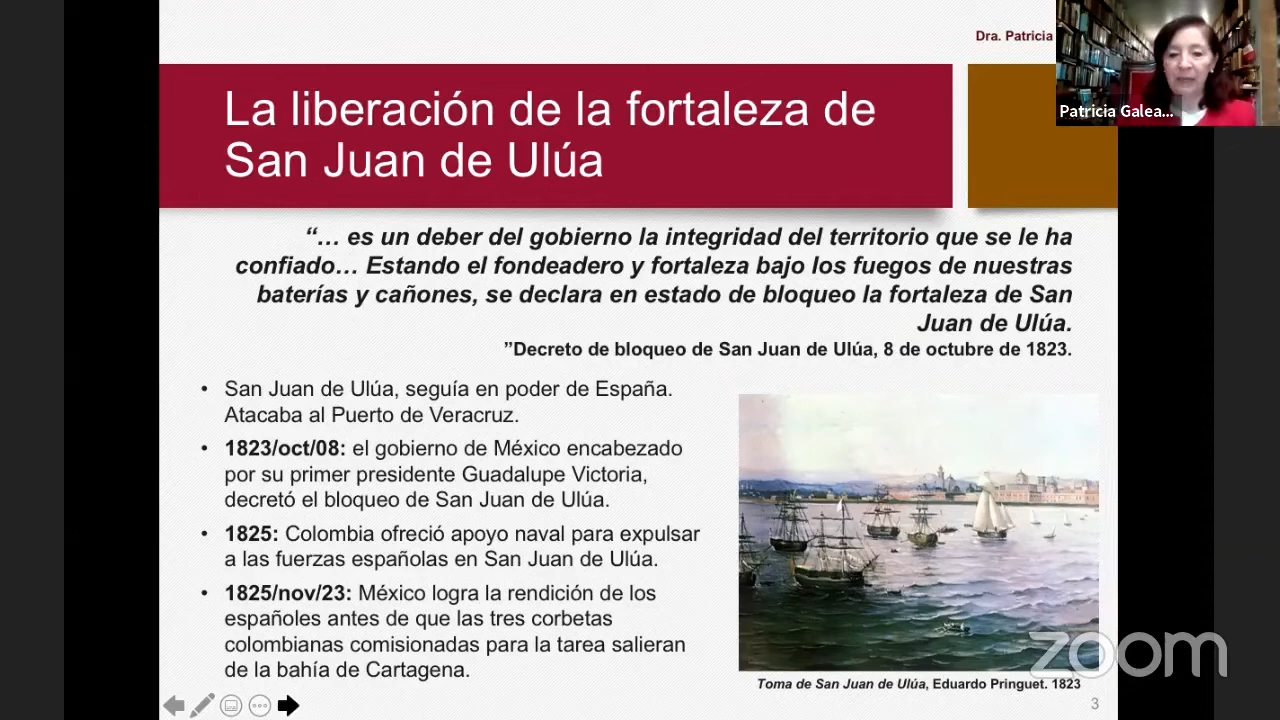 Dra. Patricia
Patricia Galea...
La liberación de la fortaleza de
San Juan de Ulúa
“… es un deber del gobierno la integridad del territorio que se le ha
confiado… Estando el fondeadero y fortaleza bajo los fuegos de nuestras
baterías y cañones, se declara en estado de bloqueo la fortaleza de San
Juan de Ulúa.
”Decreto de bloqueo de San Juan de Ulúa, 8 de octubre de 1823.
• San Juan de Ulúa, seguía en poder de España.
Atacaba al Puerto de Veracruz.
• 1823/oct/08: el gobierno de México encabezado
por su primer presidente Guadalupe Victoria,
decretó el bloqueo de San Juan de Ulúa.
• 1825: Colombia ofreció apoyo naval para expulsar
a las fuerzas españolas en San Juan de Ulúa.
• 1825/nov/23: México logra la rendición de los
españoles antes de que las tres corbetas
colombianas comisionadas para la tarea salieran
de la bahía de Cartagena.
zoom
Toma de San Juan de Ulúa, Eduardo Pringuet. 1823
3